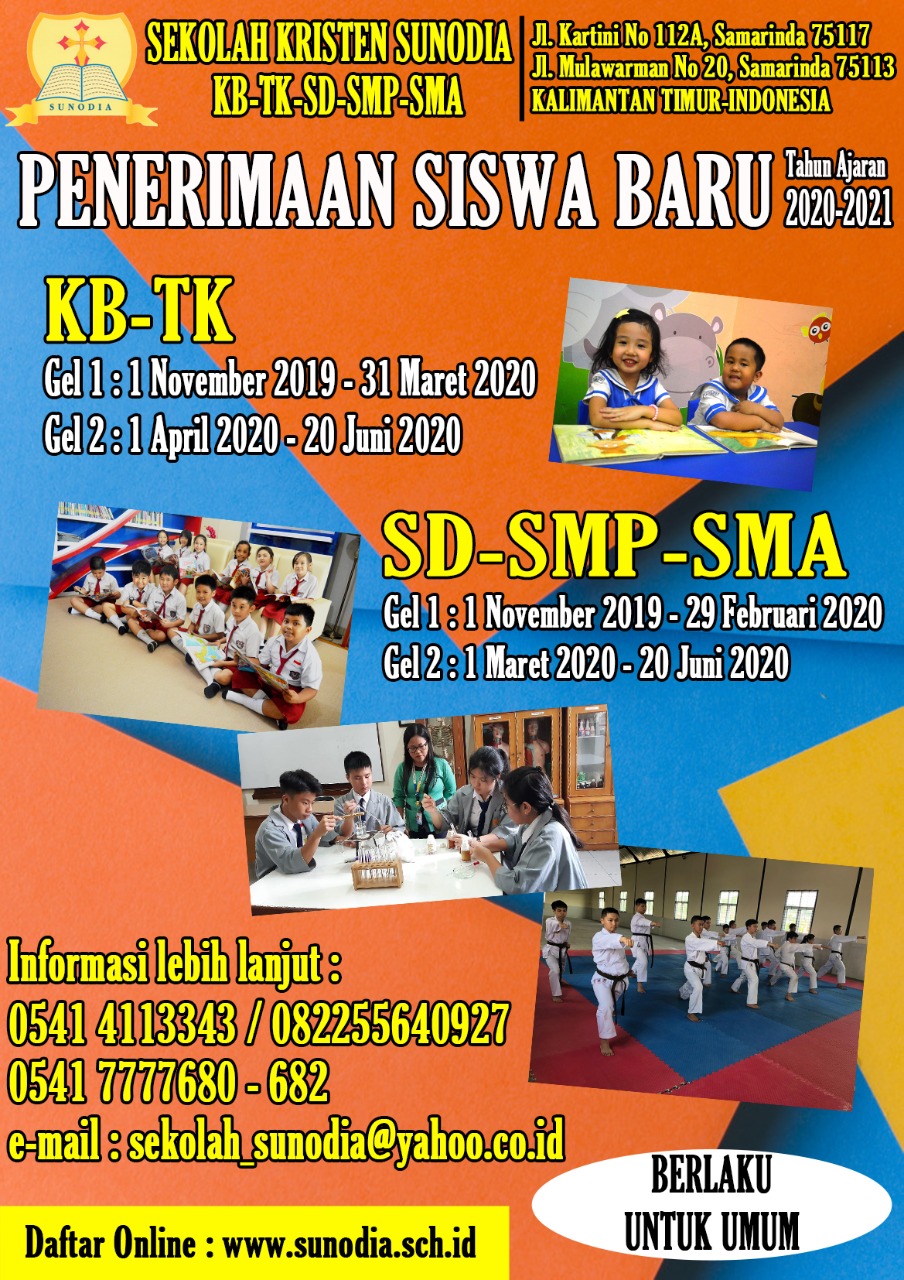 SUNODIA
SEKOLAH KRISTEN SUNODIA
KB-TK-SD-SMP-SMA
Jl. Kartini No 112A, Samarinda 75117
Jl. Mulawarman No 20, Samarinda 75113
KALIMANTAN TIMUR-INDONESIA
PENERIMAAN SISWA BARU
Tahun Ajaran
2020-2021
KB-TK
Gel 1 : 1 November 2019 - 31 Maret 2020
Gel 2 : 1 April 2020 - 20 Juni 2020
SD-SMP-SMA
Gel 1 : 1 November 2019 - 29 Februari 2020
Gel 2 : 1 Maret 2020 - 20 Juni 2020
Informasi lebih lanjut :
0541 4113343 / 082255640927
0541 7777680 - 682
e-mail : sekolah_sunodia@yahoo.co.id
BERLAKU
UNTUK UMUM
Daftar Online : www.sunodia.sch.id